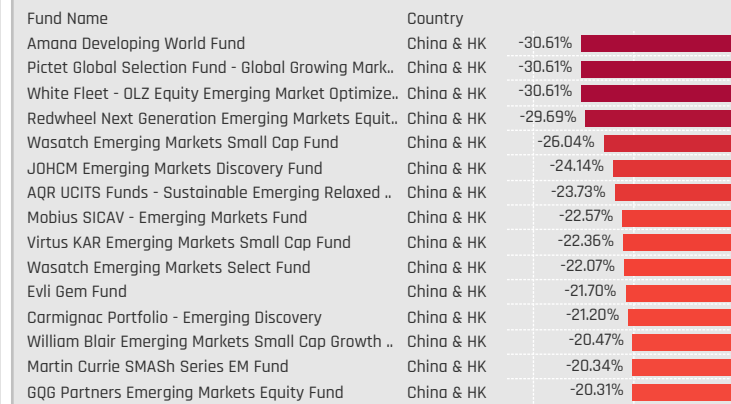 Fund Name Country
Amana Developing World Fund China & HK -30.61%
Pictet Global Selection Fund - Global Growing Mark.. China & HK -30.61%
White Fleet - OLZ Equity Emerging Market Optimize.. China & HK -30.61%
Redwheel Next Generation Emerging Markets Equit.. China & HK -29.69%
Wasatch Emerging Markets Small Cap Fund China & HK -26.04%
JOHCM Emerging Markets Discovery Fund China & HK -24.14%
AQR UCITS Funds - Sustainable Emerging Relaxed .. China & HK -23.73%
Mobius SICAV - Emerging Markets Fund China & HK -22.57%
Virtus KAR Emerging Markets Small Cap Fund China & HK -22.36%
Wasatch Emerging Markets Select Fund China & HK -22.07%
Evli Gem Fund China & HK -21.70%
Carmignac Portfolio - Emerging Discovery China & HK -21.20%
William Blair Emerging Markets Small Cap Growth .. China & HK -20.47%
Martin Currie SMASh Series EM Fund China & HK -20.34%
GQG Partners Emerging Markets Equity Fund China & HK -20.31%